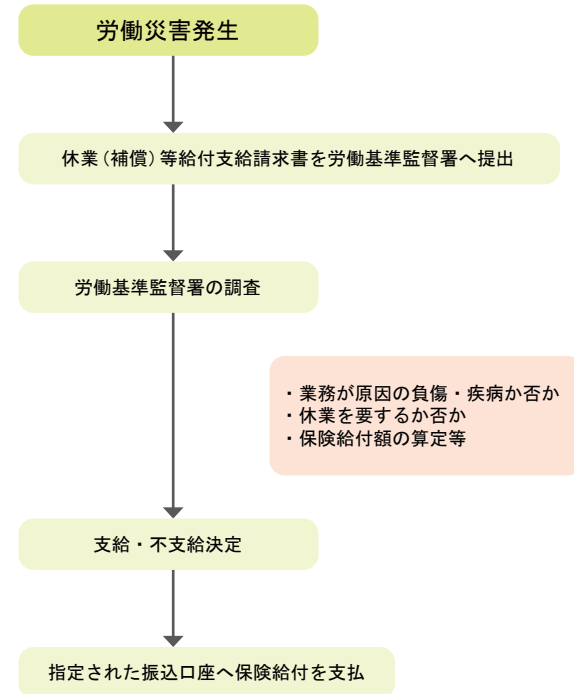 労働災害発生
休業(補償)等給付支給請求書を労働基準監督署へ提出
労働基準監督署の調査
・業務が原因の負傷・疾病か否か
・休業を要するか否か
・保険給付額の算定等
支給・不支給決定
指定された振込口座へ保険給付を支払